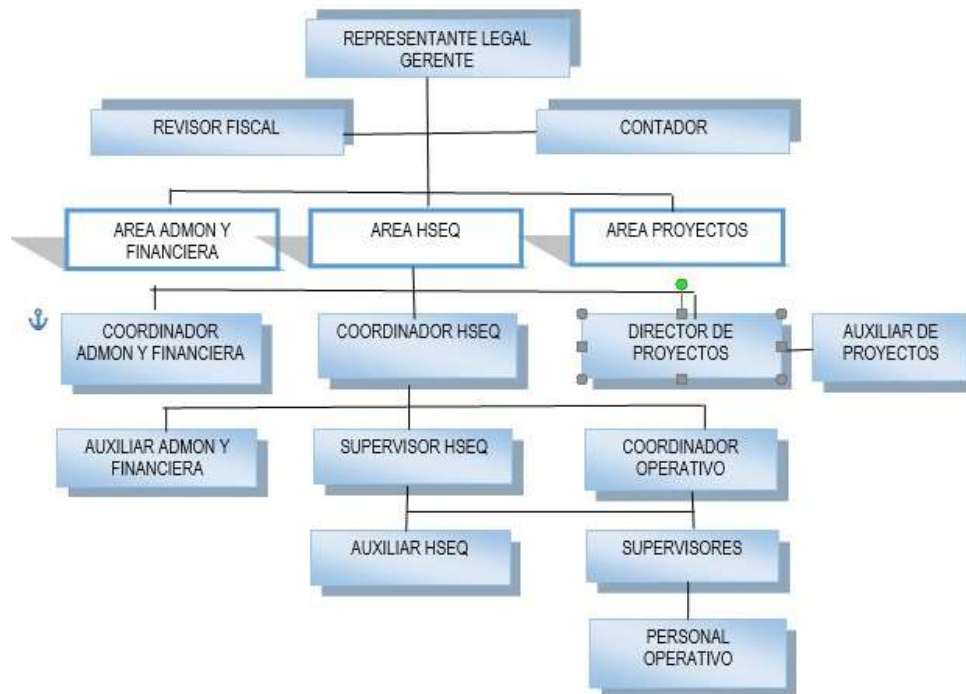 REPRESENTANTE LEGAL
GERENTE
REVISOR FISCAL
CONTADOR
AREA ADMON Y
FINANCIERA
AREA HSEQ
AREA PROYECTOS
COORDINADOR
ADMON Y FINANCIERA
COORDINADOR HSEQ
DIRECTOR DE
PROYECTOS
AUXILIAR DE
PROYECTOS
AUXILIAR ADMON Y
FINANCIERA
SUPERVISOR HSEQ
COORDINADOR
OPERATIVO
AUXILIAR HSEQ
SUPERVISORES
PERSONAL
OPERATIVO